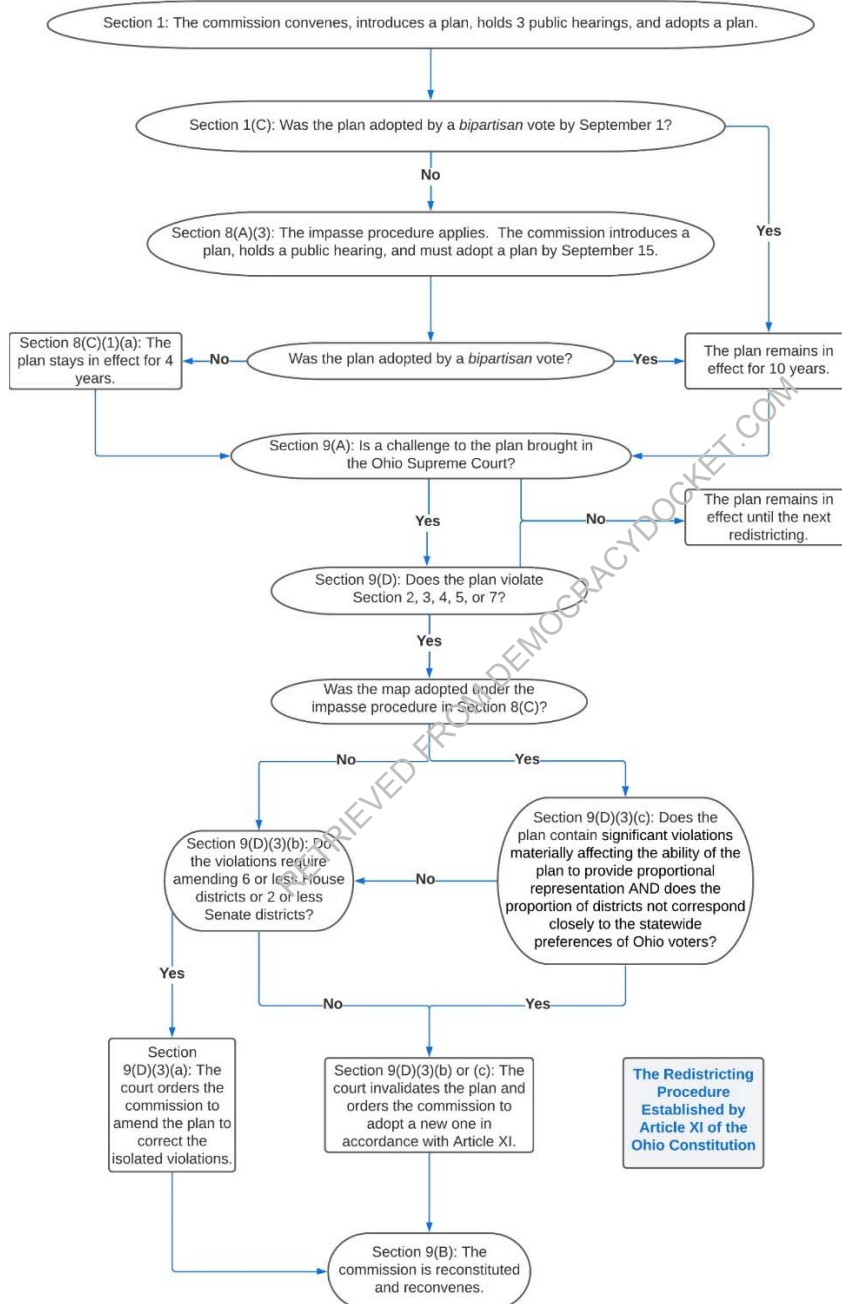 Section 1: The commission convenes, introduces a plan, holds 3 public hearings, and adopts a plan.
Section 1(C): Was the plan adopted by a bipartisan vote by September 1?
No
Yes
Section 8(A)(3): The impasse procedure applies.  The commission introduces a
plan, holds a public hearing, and must adopt a plan by September 15.
Section 8(C)(1)(a): The
plan stays in effect for 4
years.
No
Was the plan adopted by a bipartisan vote?
Yes
The plan remains in
effect for 10 years.
Section 9(A): Is a challenge to the plan brought in
the Ohio Supreme Court?
Yes
No
The plan remains in
effect until the next
redistricting.
Section 9(D): Does the plan violate
Section 2, 3, 4, 5, or 7?
Yes
Was the map adopted under the
impasse procedure in Section 8(C)?
No
Yes
Section 9(D)(3)(b): Do
the violations require
amending 6 or less House
districts or 2 or less
Senate districts?
No
Section 9(D)(3)(c): Does the
plan contain significant violations
materially affecting the ability of the
plan to provide proportional
representation AND does the
proportion of districts not correspond
closely to the statewide
preferences of Ohio voters?
Yes
No
Yes
Section
9(D)(3)(a): The
court orders the
commission to
amend the plan to
correct the
isolated violations.
Section 9(D)(3)(b) or (c): The
court invalidates the plan and
orders the commission to
adopt a new one in
accordance with Article XI.
The Redistricting
Procedure
Established by
Article XI of the
Ohio Constitution
Section 9(B): The
commission is reconstituted
and reconvenes.
RETRIEVED FROM DEMOCRACYDOCKET.COM